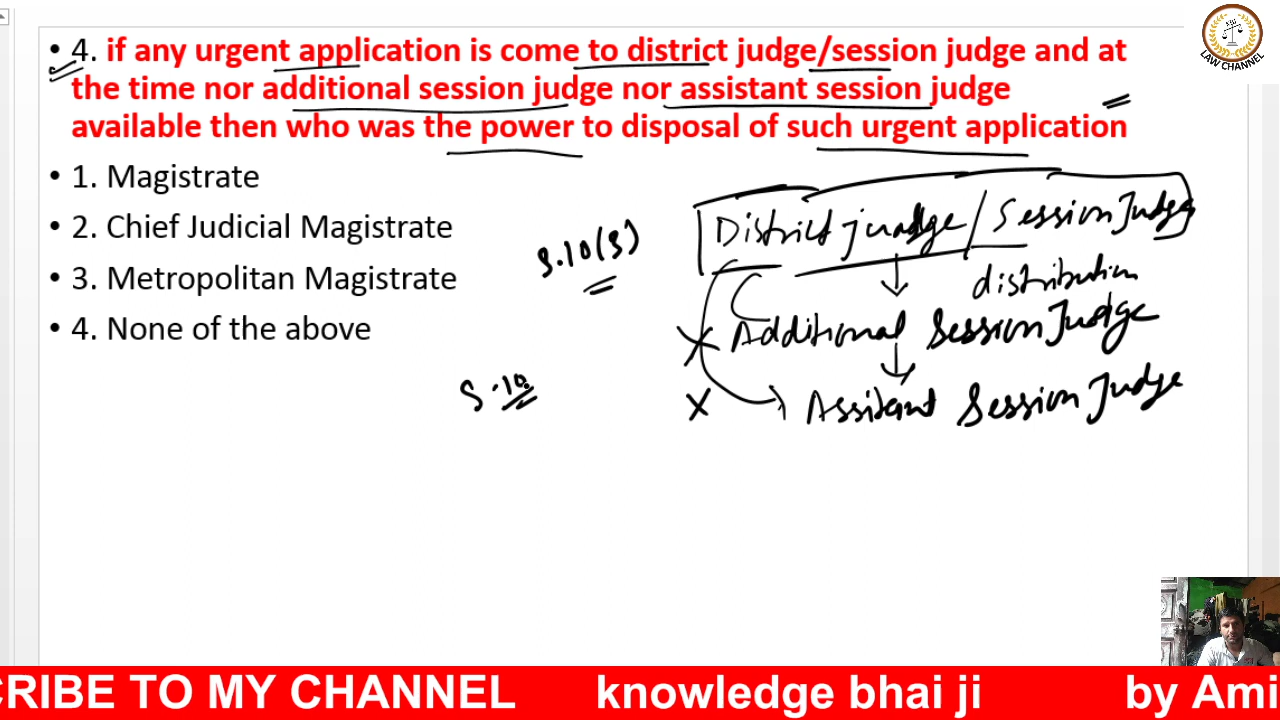 • 4. if any urgent application is come to district judge/session judge and at
the time nor additional session judge nor assistant session judge
available then who was the power to disposal of such urgent application
• 1. Magistrate
• 2. Chief Judicial Magistrate
• 3. Metropolitan Magistrate
• 4. None of the above
LAW CHANNEL
District judge / Session Judge
S.10(3)
distribution
X Additional Session Judge
S.10
X Assitant Session Judge
CRIBE TO MY CHANNEL knowledge bhai ji by Ami